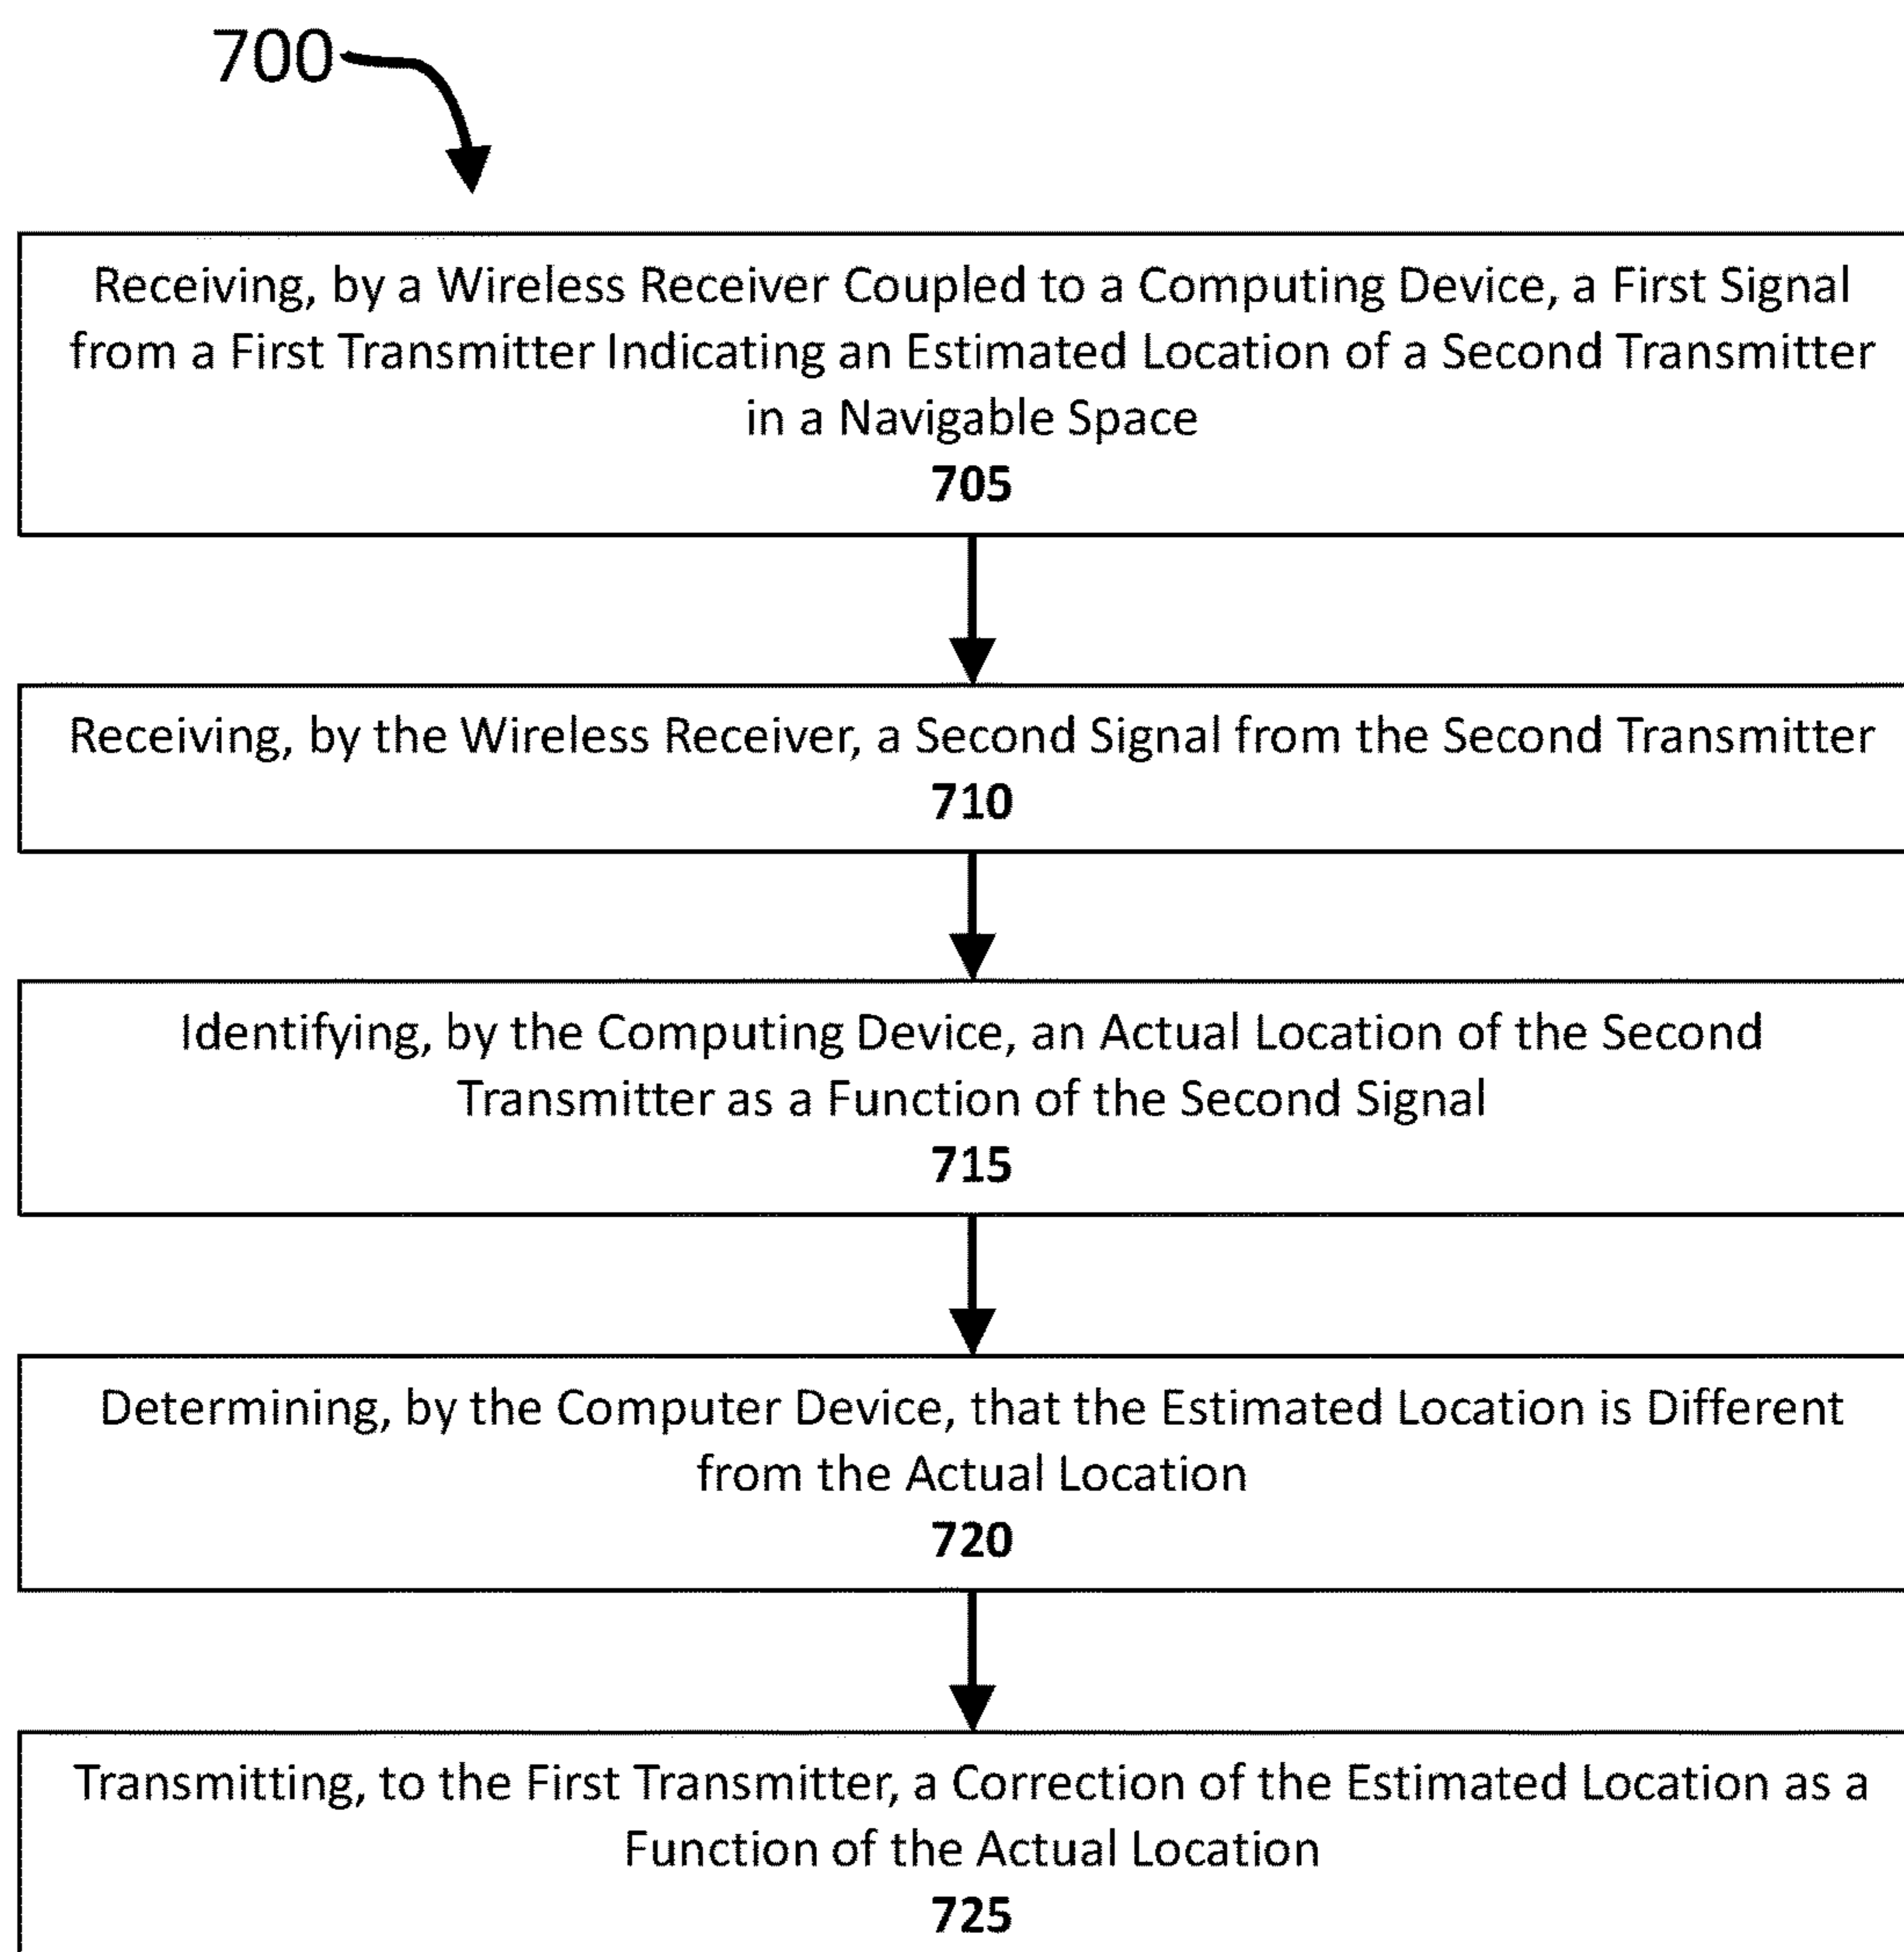 700
Receiving, by a Wireless Receiver Coupled to a Computing Device, a First Signal
from a First Transmitter Indicating an Estimated Location of a Second Transmitter
in a Navigable Space
705
Receiving, by the Wireless Receiver, a Second Signal from the Second Transmitter
710
Identifying, by the Computing Device, an Actual Location of the Second
Transmitter as a Function of the Second Signal
715
Determining, by the Computer Device, that the Estimated Location is Different
from the Actual Location
720
Transmitting, to the First Transmitter, a Correction of the Estimated Location as a
Function of the Actual Location
725